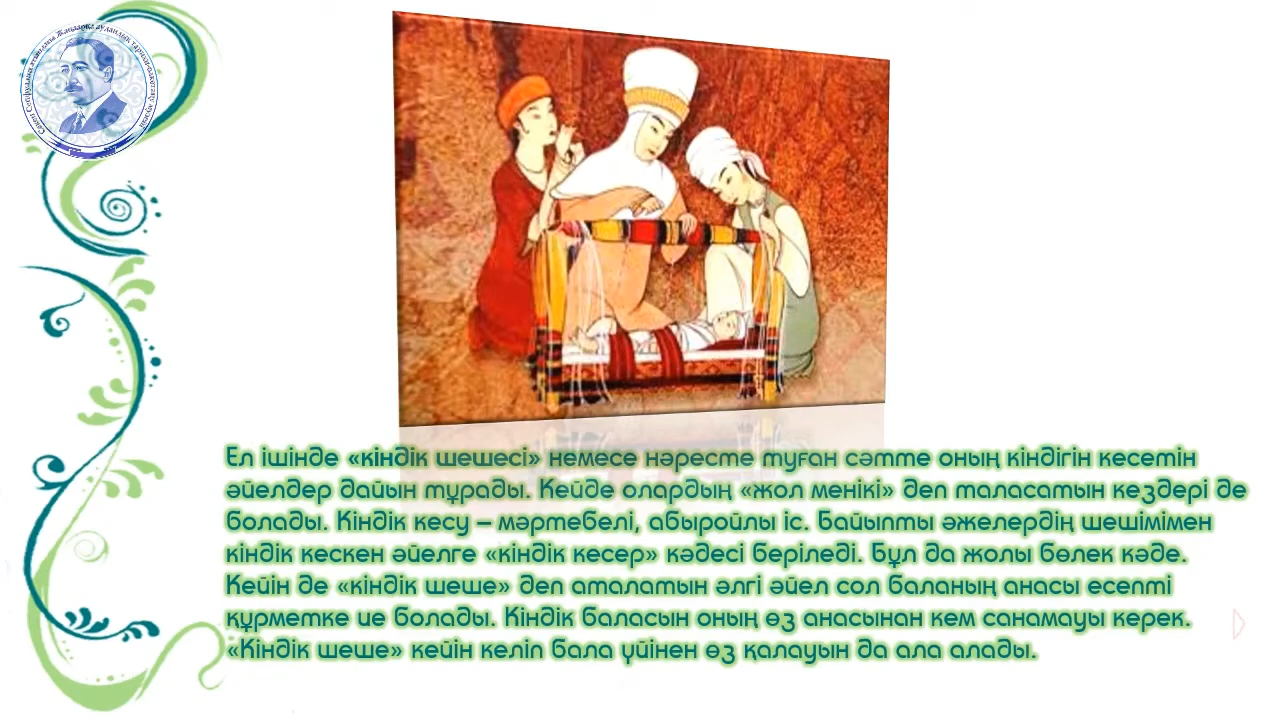 Ел ішінде «кіндік шешесі» немесе нәресте туған сәтте оның кіндігін кесетін
әйелдер дайын тұрады. Кейде олардың «жол менікі» деп таласатын кездері де
болады. Кіндік кесу – мәртебелі, абыройлы іс. Байыпты әжелердің шешімімен
кіндік кескен әйелге «кіндік кесер» кәдесі беріледі. Бұл да жолы бөлек кәде.
Кейін де «кіндік шеше» деп аталатын әлгі әйел сол баланың анасы есепті
құрметке ие болады. Кіндік баласын оның өз анасынан кем санамауы керек.
«Кіндік шеше» кейін келіп бала үйінен өз қалауын да ала алады.